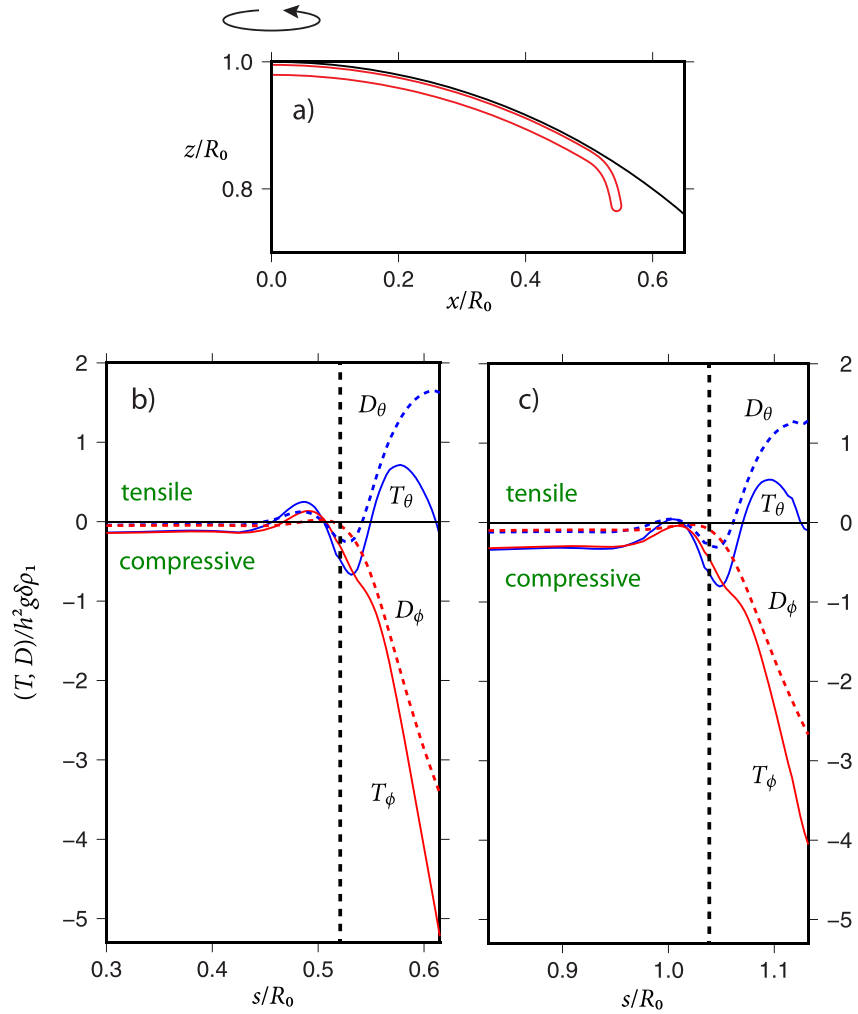 1.0
a)
z/R₀
0.8
0.0 0.2 0.4 0.6
x/R₀
2 2
b) c)
D_θ D_θ
1 1
tensile T_θ tensile T_θ
0 0
compressive compressive
−1 −1
D_ϕ D_ϕ
(T, D)/h²gδρ₁
−2 −2
−3 −3
T_ϕ T_ϕ
−4 −4
−5 −5
0.3 0.4 0.5 0.6 0.9 1.0 1.1
s/R₀ s/R₀